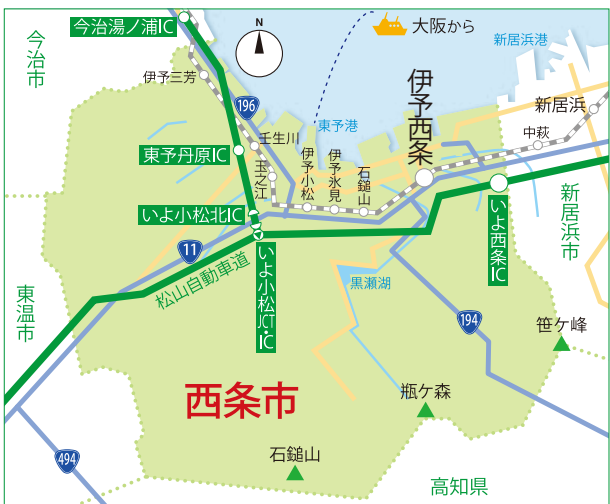 今治湯ノ浦IC
N
大阪から
新居浜港
今治市
伊予三芳
196
東予港
伊予西条
新居浜
中萩
壬生川
東予丹原IC
玉之江
伊予小松
伊予氷見
石鎚山
いよ小松北IC
いよ西条IC
新居浜市
11
松山自動車道
いよ小松JCT・IC
黒瀬湖
東温市
194
笹ケ峰
西条市
瓶ケ森
494
石鎚山
高知県